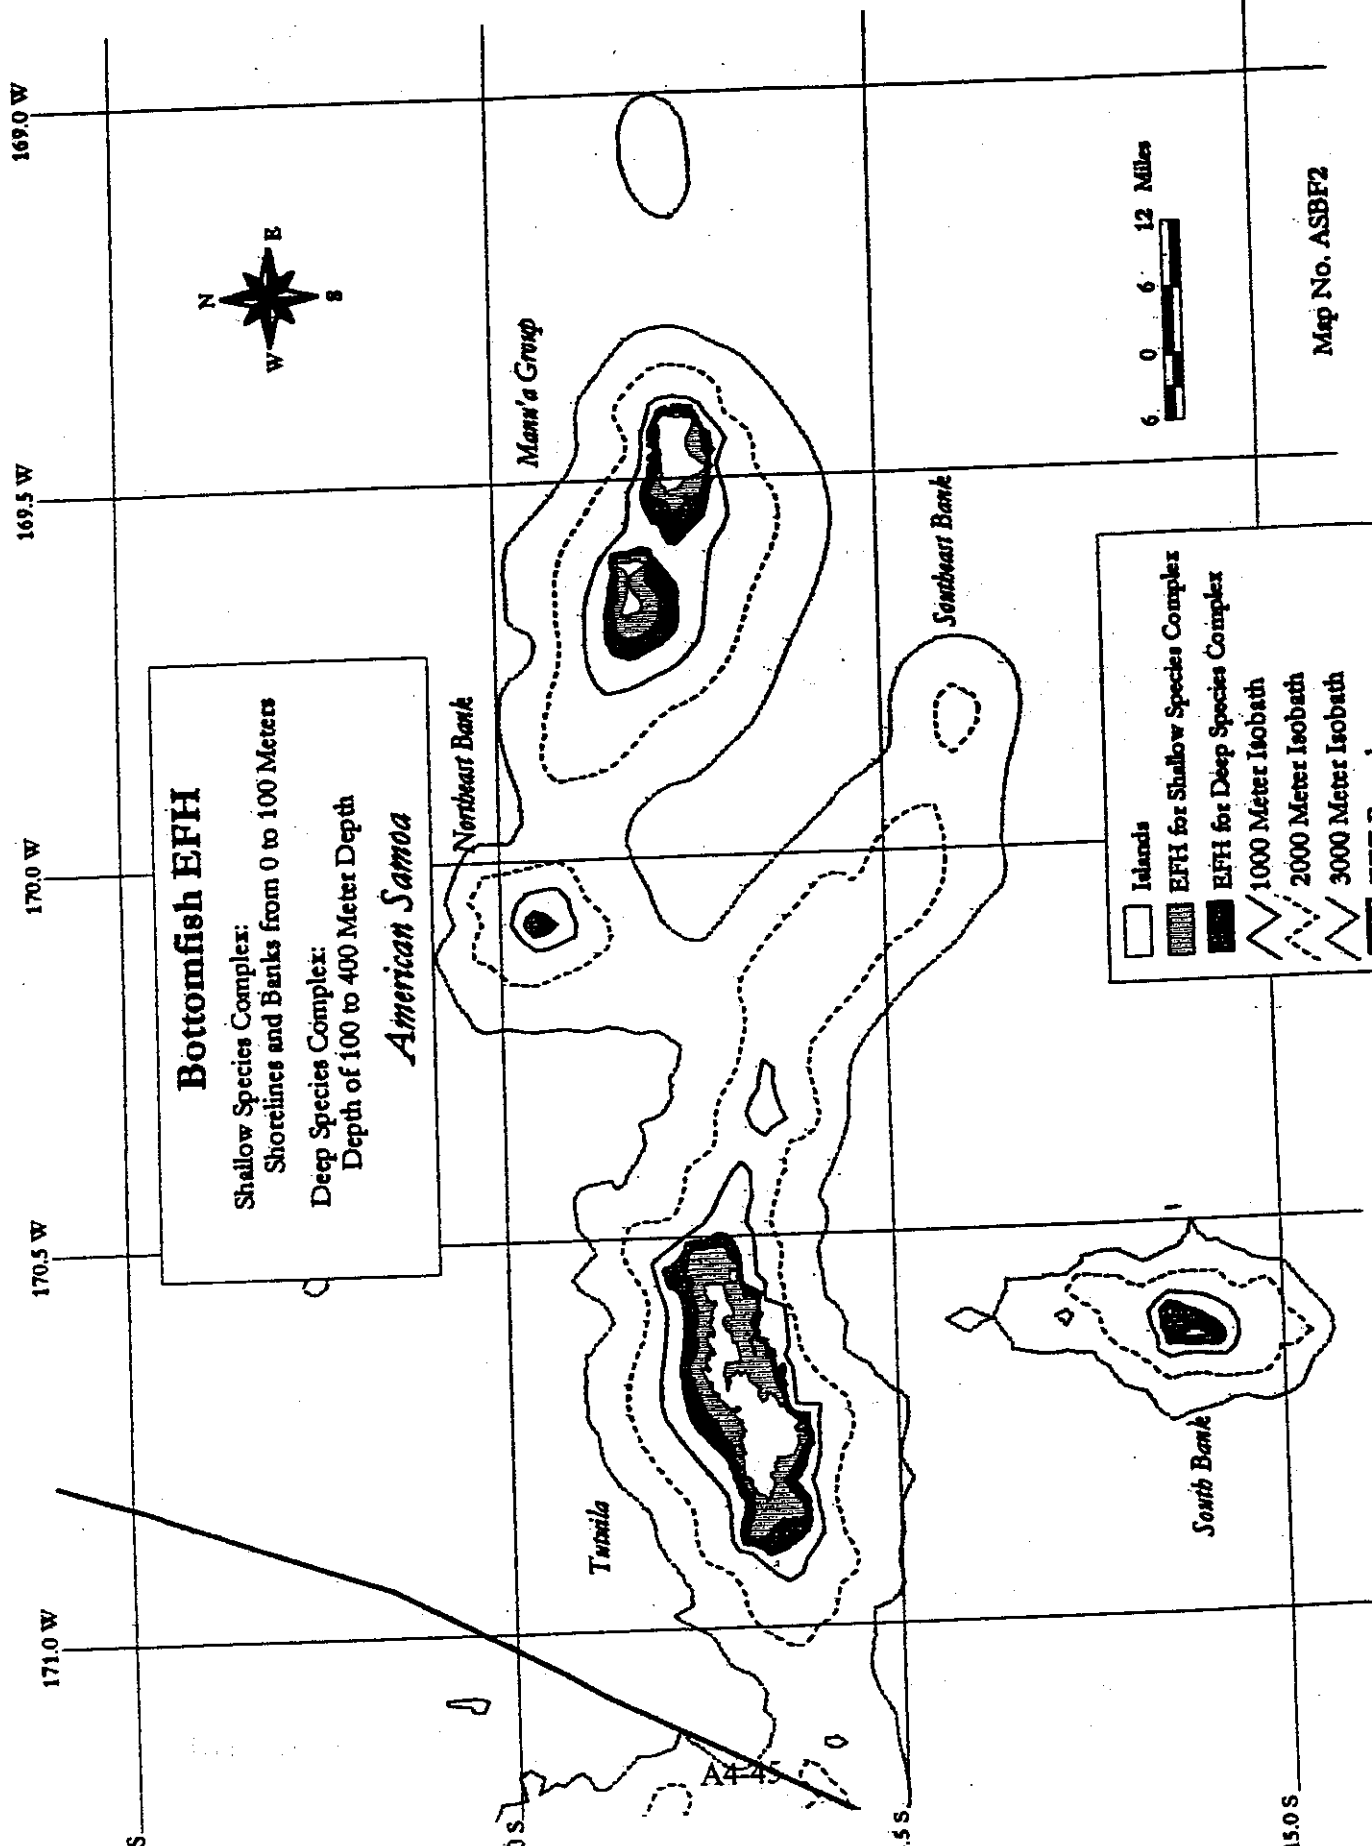 Bottomfish EFH
Shallow Species Complex:
Shorelines and Banks from 0 to 100 Meters
Deep Species Complex:
Depth of 100 to 400 Meter Depth
American Samoa
171.0 W
170.5 W
170.0 W
169.5 W
169.0 W
N
W
E
S
S
0 S
.5 S
15.0 S
Tutuila
Northeast Bank
Manu'a Group
Southeast Bank
South Bank
Islands
EFH for Shallow Species Complex
EFH for Deep Species Complex
1000 Meter Isobath
2000 Meter Isobath
3000 Meter Isobath
6 0 6 12 Miles
Map No. ASBF2
A4-45